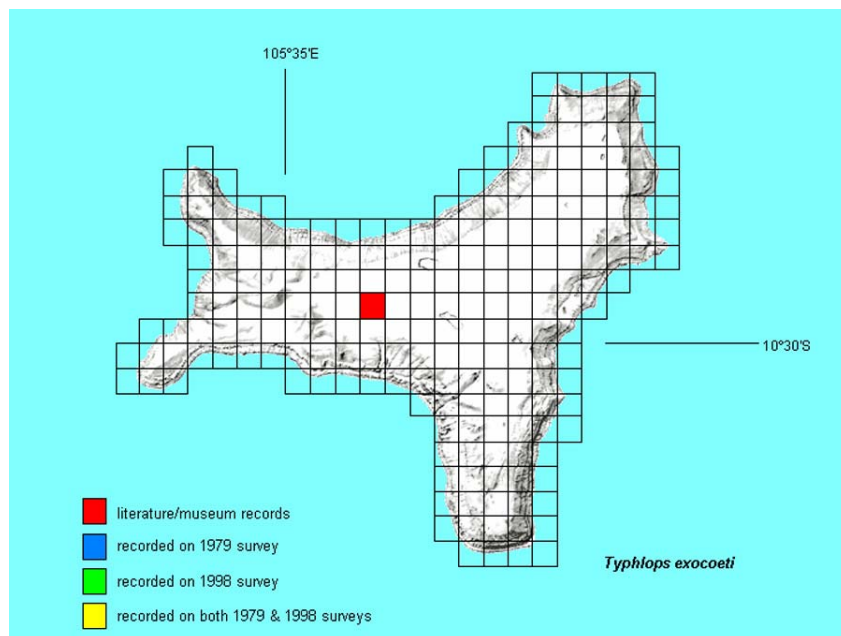 105°35'E
10°30'S
literature/museum records
recorded on 1979 survey
recorded on 1998 survey
recorded on both 1979 & 1998 surveys
Typhlops exocoeti